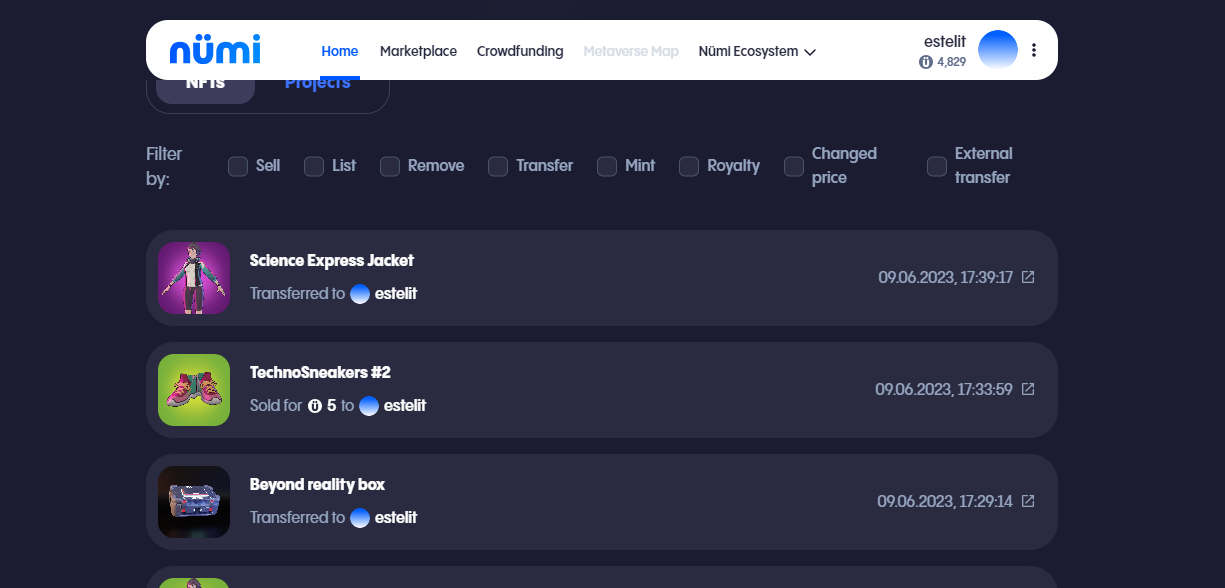 nümi
Home Marketplace Crowdfunding Metaverse Map Nümi Ecosystem
estelit
4,829
NFTs Projects
Filter by:
Sell List Remove Transfer Mint Royalty Changed price External transfer
Science Express Jacket
Transferred to estelit
09.06.2023, 17:39:17
TechnoSneakers #2
Sold for 5 to estelit
09.06.2023, 17:33:59
Beyond reality box
Transferred to estelit
09.06.2023, 17:29:14